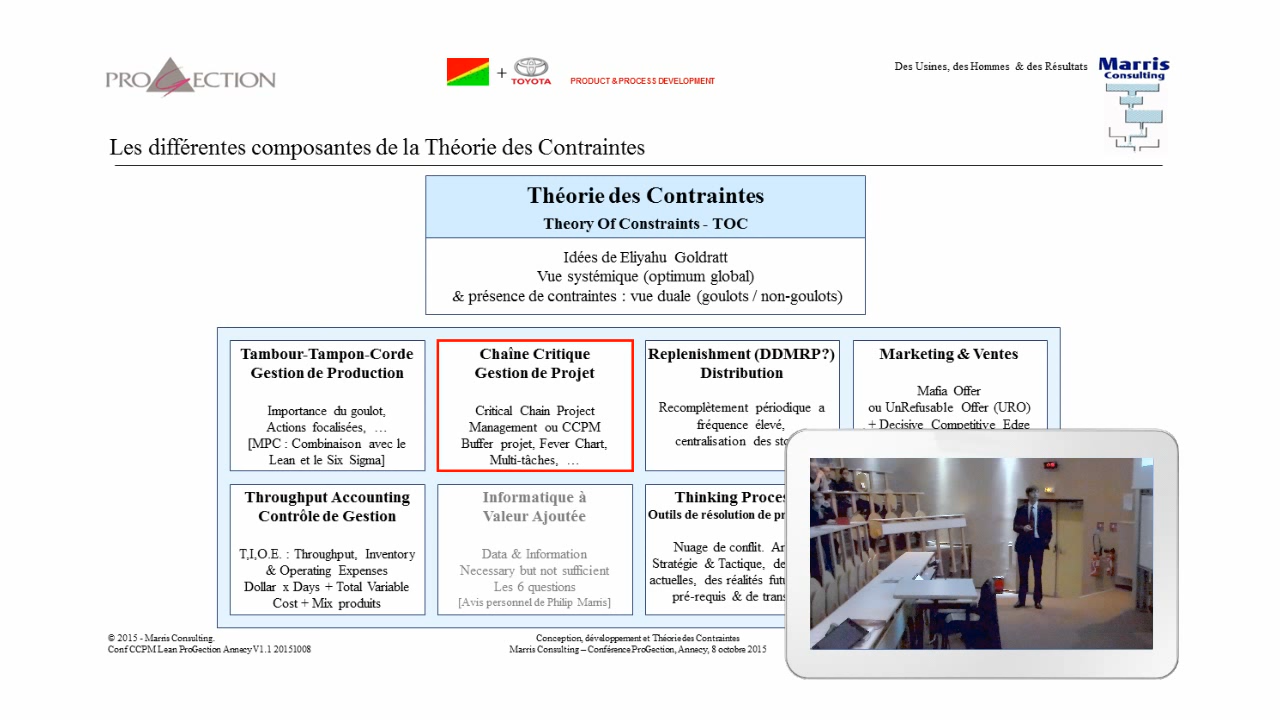 PROGECTION
+
TOYOTA
PRODUCT & PROCESS DEVELOPMENT
Des Usines, des Hommes & des Résultats
Marris
Consulting
Les différentes composantes de la Théorie des Contraintes
Théorie des Contraintes
Theory Of Constraints - TOC
Idées de Eliyahu Goldratt
Vue systémique (optimum global)
& présence de contraintes : vue duale (goulots / non-goulots)
Tambour-Tampon-Corde
Gestion de Production
Importance du goulot,
Actions focalisées, …
[MPC : Combinaison avec le
Lean et le Six Sigma]
Chaîne Critique
Gestion de Projet
Critical Chain Project
Management ou CCPM
Buffer projet, Fever Chart,
Multi-tâches, …
Replenishment (DDMRP?)
Distribution
Recomplètement périodique a
fréquence élevé,
centralisation des
Marketing & Ventes
Mafia Offer
ou UnRefusable Offer (URO)
+ Decisive Competitive Edge
Throughput Accounting
Contrôle de Gestion
T,I,O.E. : Throughput, Inventory
& Operating Expenses
Dollar x Days + Total Variable
Cost + Mix produits
Informatique à
Valeur Ajoutée
Data & Information
Necessary but not sufficient
Les 6 questions
[Avis personnel de Philip Marris]
Thinking
Outils de résolution de
Nuage de conflit.
Stratégie & Tactique,
actuelles, des réalités
pré-requis & de
© 2015 - Marris Consulting.
Conf CCPM Lean ProGection Annecy V1.1 20151008
Conception, développement et Théorie des Contraintes
Marris Consulting – Conférence ProGection, Annecy, 8 octobre 2015